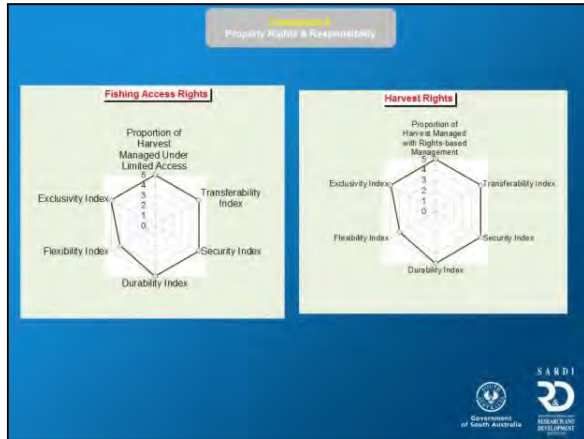 Property Rights & Responsibility
Fishing Access Rights
Proportion of
Harvest
Managed Under
Limited Access
5
4
3
2
1
0
Transferability
Index
Security Index
Durability Index
Flexibility Index
Exclusivity Index
Harvest Rights
Proportion of
Harvest Managed
with Rights-based
Management
5
4
3
2
1
0
Transferability Index
Security Index
Durability Index
Flexibility Index
Exclusivity Index
Government
of South Australia
SARDI
RD
RESEARCH AND
DEVELOPMENT